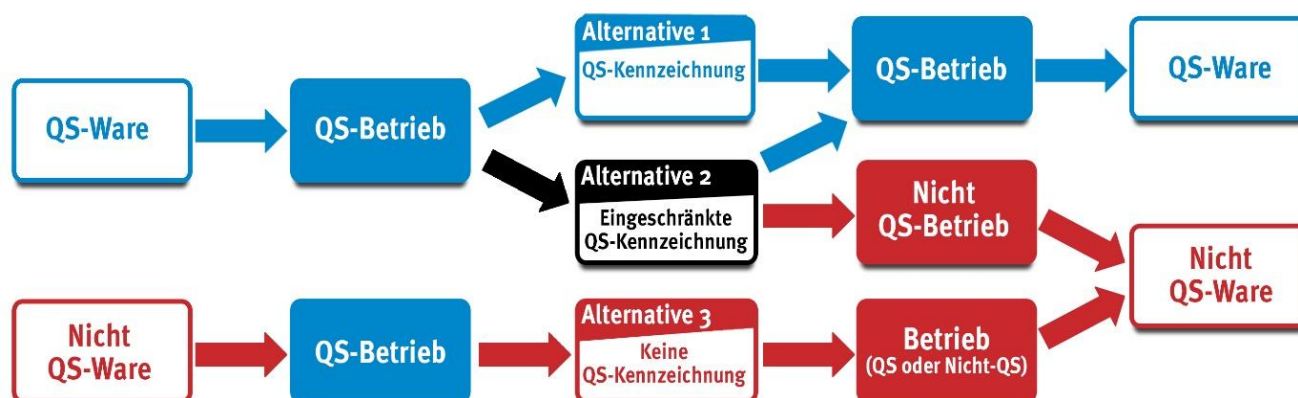 Alternative 1
QS-Kennzeichnung
QS-Ware
QS-Betrieb
QS-Betrieb
QS-Ware
Alternative 2
Eingeschränkte
QS-Kennzeichnung
Nicht
QS-Betrieb
Nicht
QS-Ware
Nicht
QS-Ware
QS-Betrieb
Alternative 3
Keine
QS-Kennzeichnung
Betrieb
(QS oder Nicht-QS)